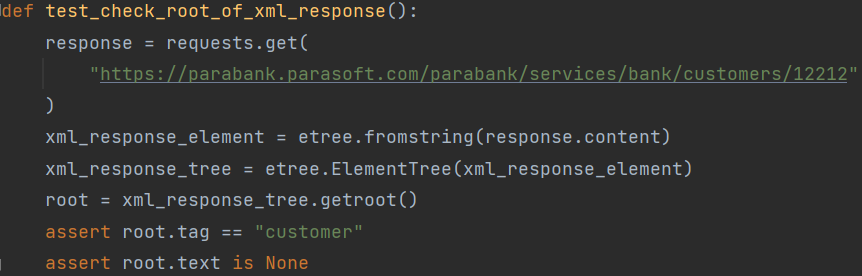 def test_check_root_of_xml_response():
    response = requests.get(
        "https://parabank.parasoft.com/parabank/services/bank/customers/12212"
    )
    xml_response_element = etree.fromstring(response.content)
    xml_response_tree = etree.ElementTree(xml_response_element)
    root = xml_response_tree.getroot()
    assert root.tag == "customer"
    assert root.text is None